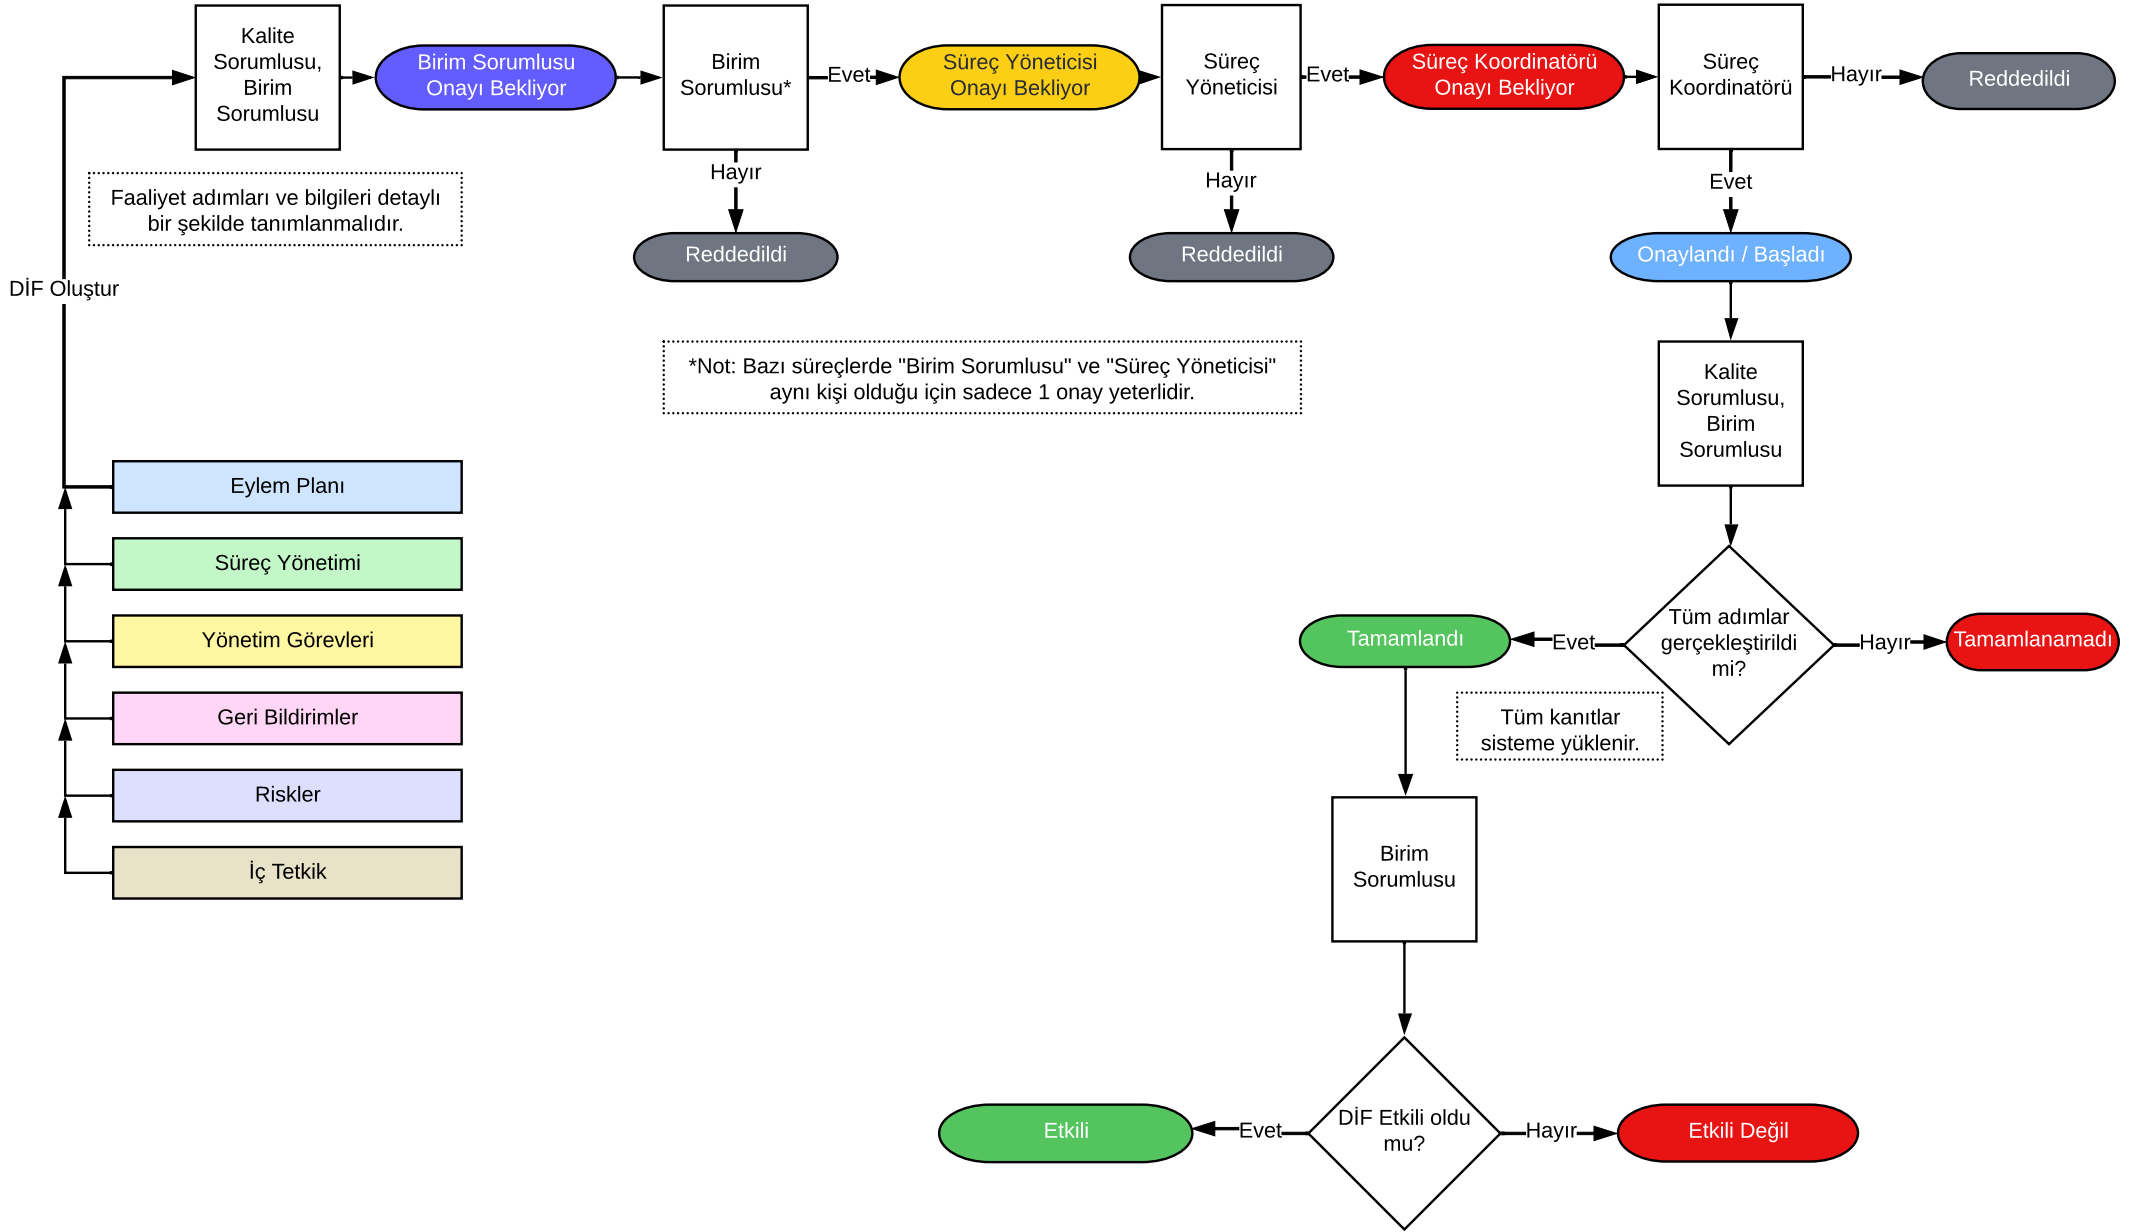 Kalite
Sorumlusu,
Birim
Sorumlusu
Birim Sorumlusu
Onayı Bekliyor
Birim
Sorumlusu*
Evet
Süreç Yöneticisi
Onayı Bekliyor
Süreç
Yöneticisi
Evet
Süreç Koordinatörü
Onayı Bekliyor
Süreç
Koordinatörü
Hayır
Reddedildi
Hayır
Hayır
Evet
Faaliyet adımları ve bilgileri detaylı
bir şekilde tanımlanmalıdır.
Reddedildi
Reddedildi
Onaylandı / Başladı
DİF Oluştur
*Not: Bazı süreçlerde "Birim Sorumlusu" ve "Süreç Yöneticisi"
aynı kişi olduğu için sadece 1 onay yeterlidir.
Kalite
Sorumlusu,
Birim
Sorumlusu
Eylem Planı
Süreç Yönetimi
Yönetim Görevleri
Geri Bildirimler
Riskler
İç Tetkik
Tüm adımlar
gerçekleştirildi
mi?
Evet
Tamamlandı
Hayır
Tamamlanamadı
Tüm kanıtlar
sisteme yüklenir.
Birim
Sorumlusu
DİF Etkili oldu
mu?
Evet
Etkili
Hayır
Etkili Değil